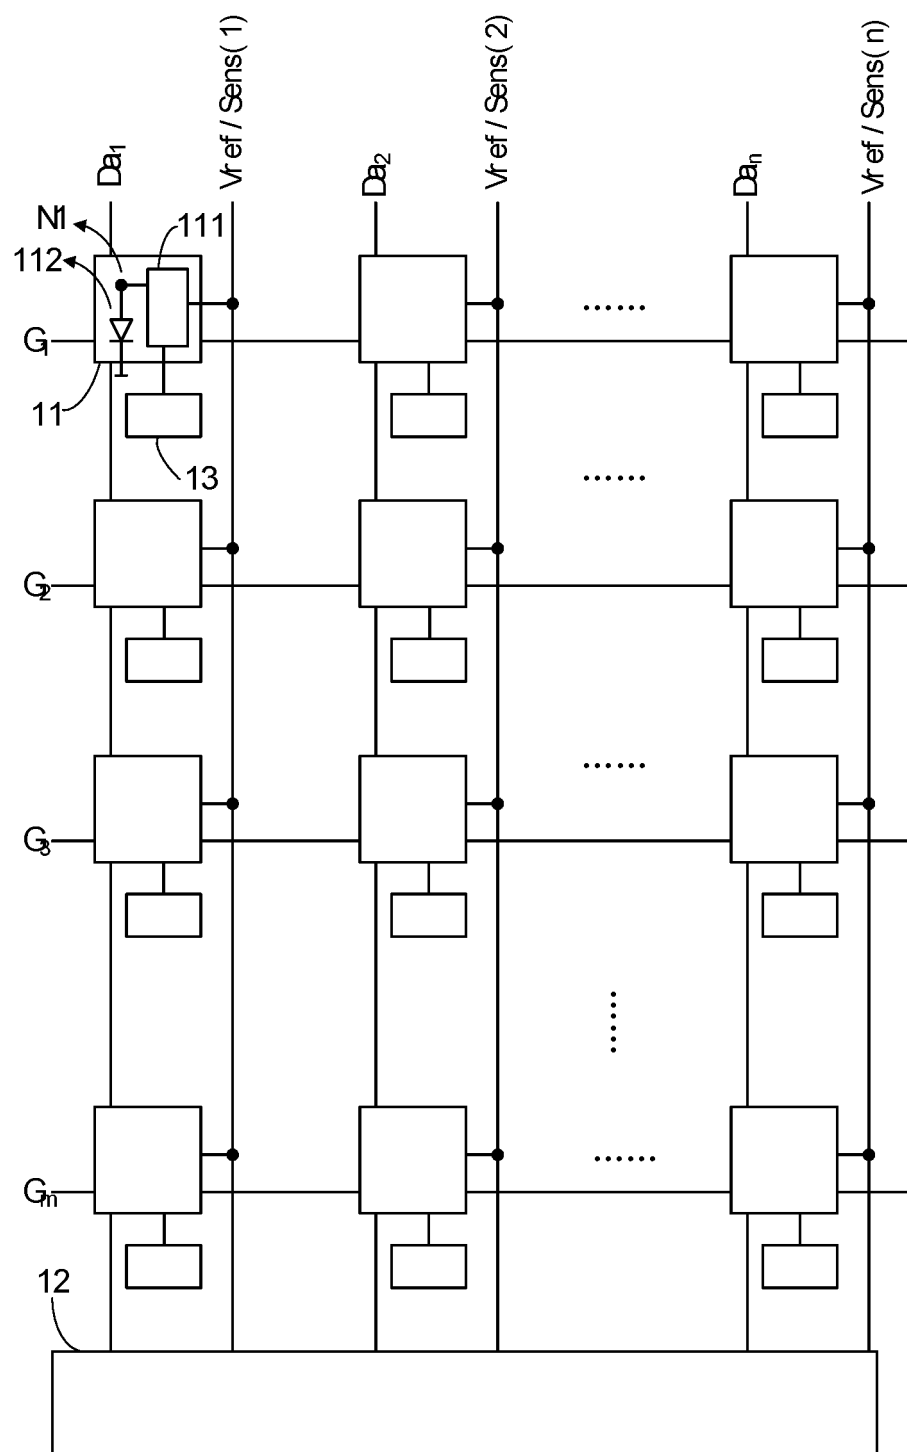 Da1
Vref/Sens(1)
Da2
Vref/Sens(2)
Dan
Vref/Sens(n)
N1
111
112
G1
11
13
......
......
G2
......
G3
......
......
Gm
12